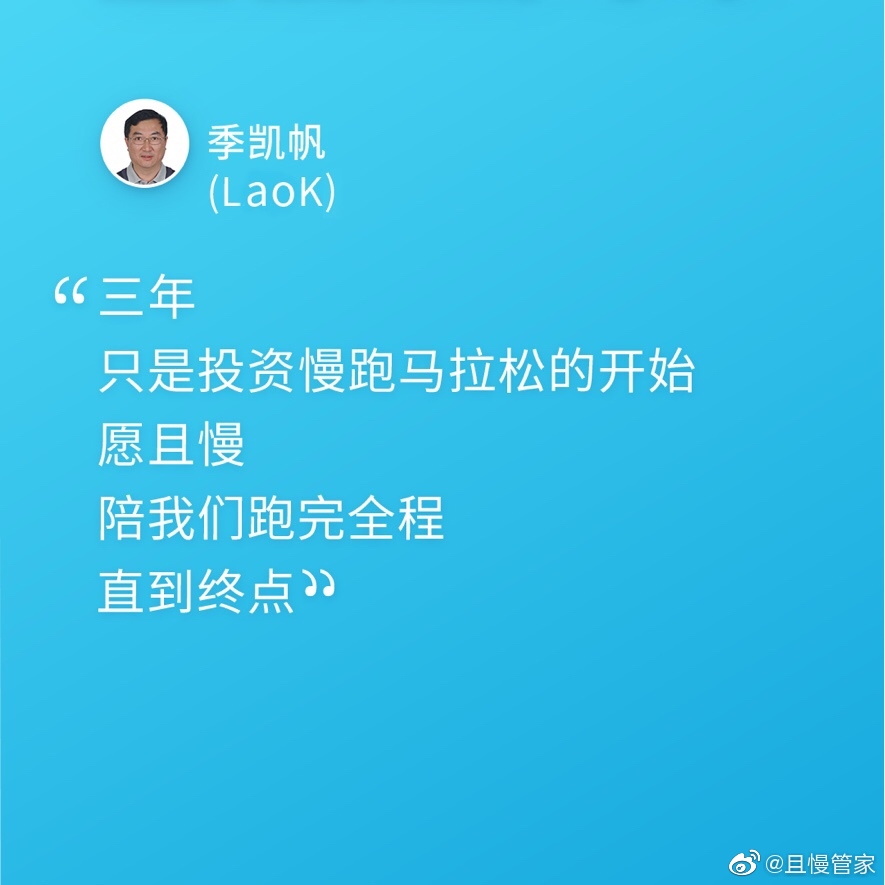 季凯帆
(LaoK)
“三年
只是投资慢跑马拉松的开始
愿且慢
陪我们跑完全程
直到终点”
@且慢管家